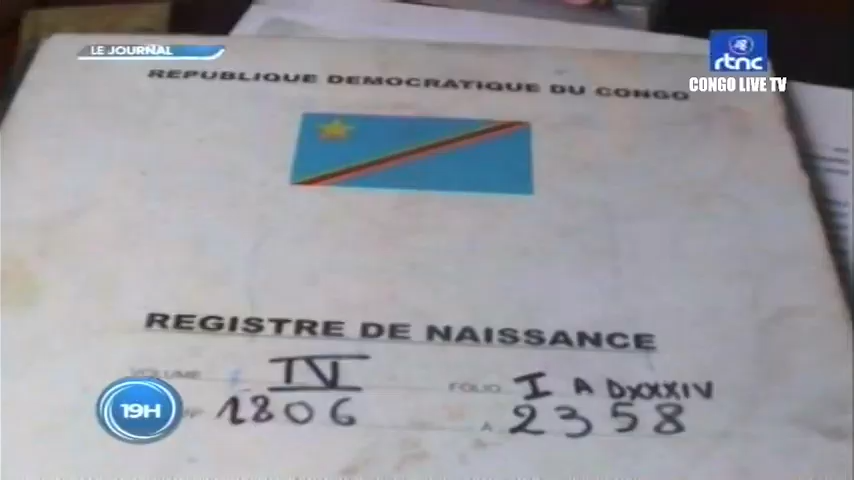 LE JOURNAL
rtnc
CONGO LIVE TV
REPUBLIQUE DEMOCRATIQUE DU CONGO
REGISTRE DE NAISSANCE
VOLUME IV FOLIO I A DXXXIV
1806 A 2358
19H